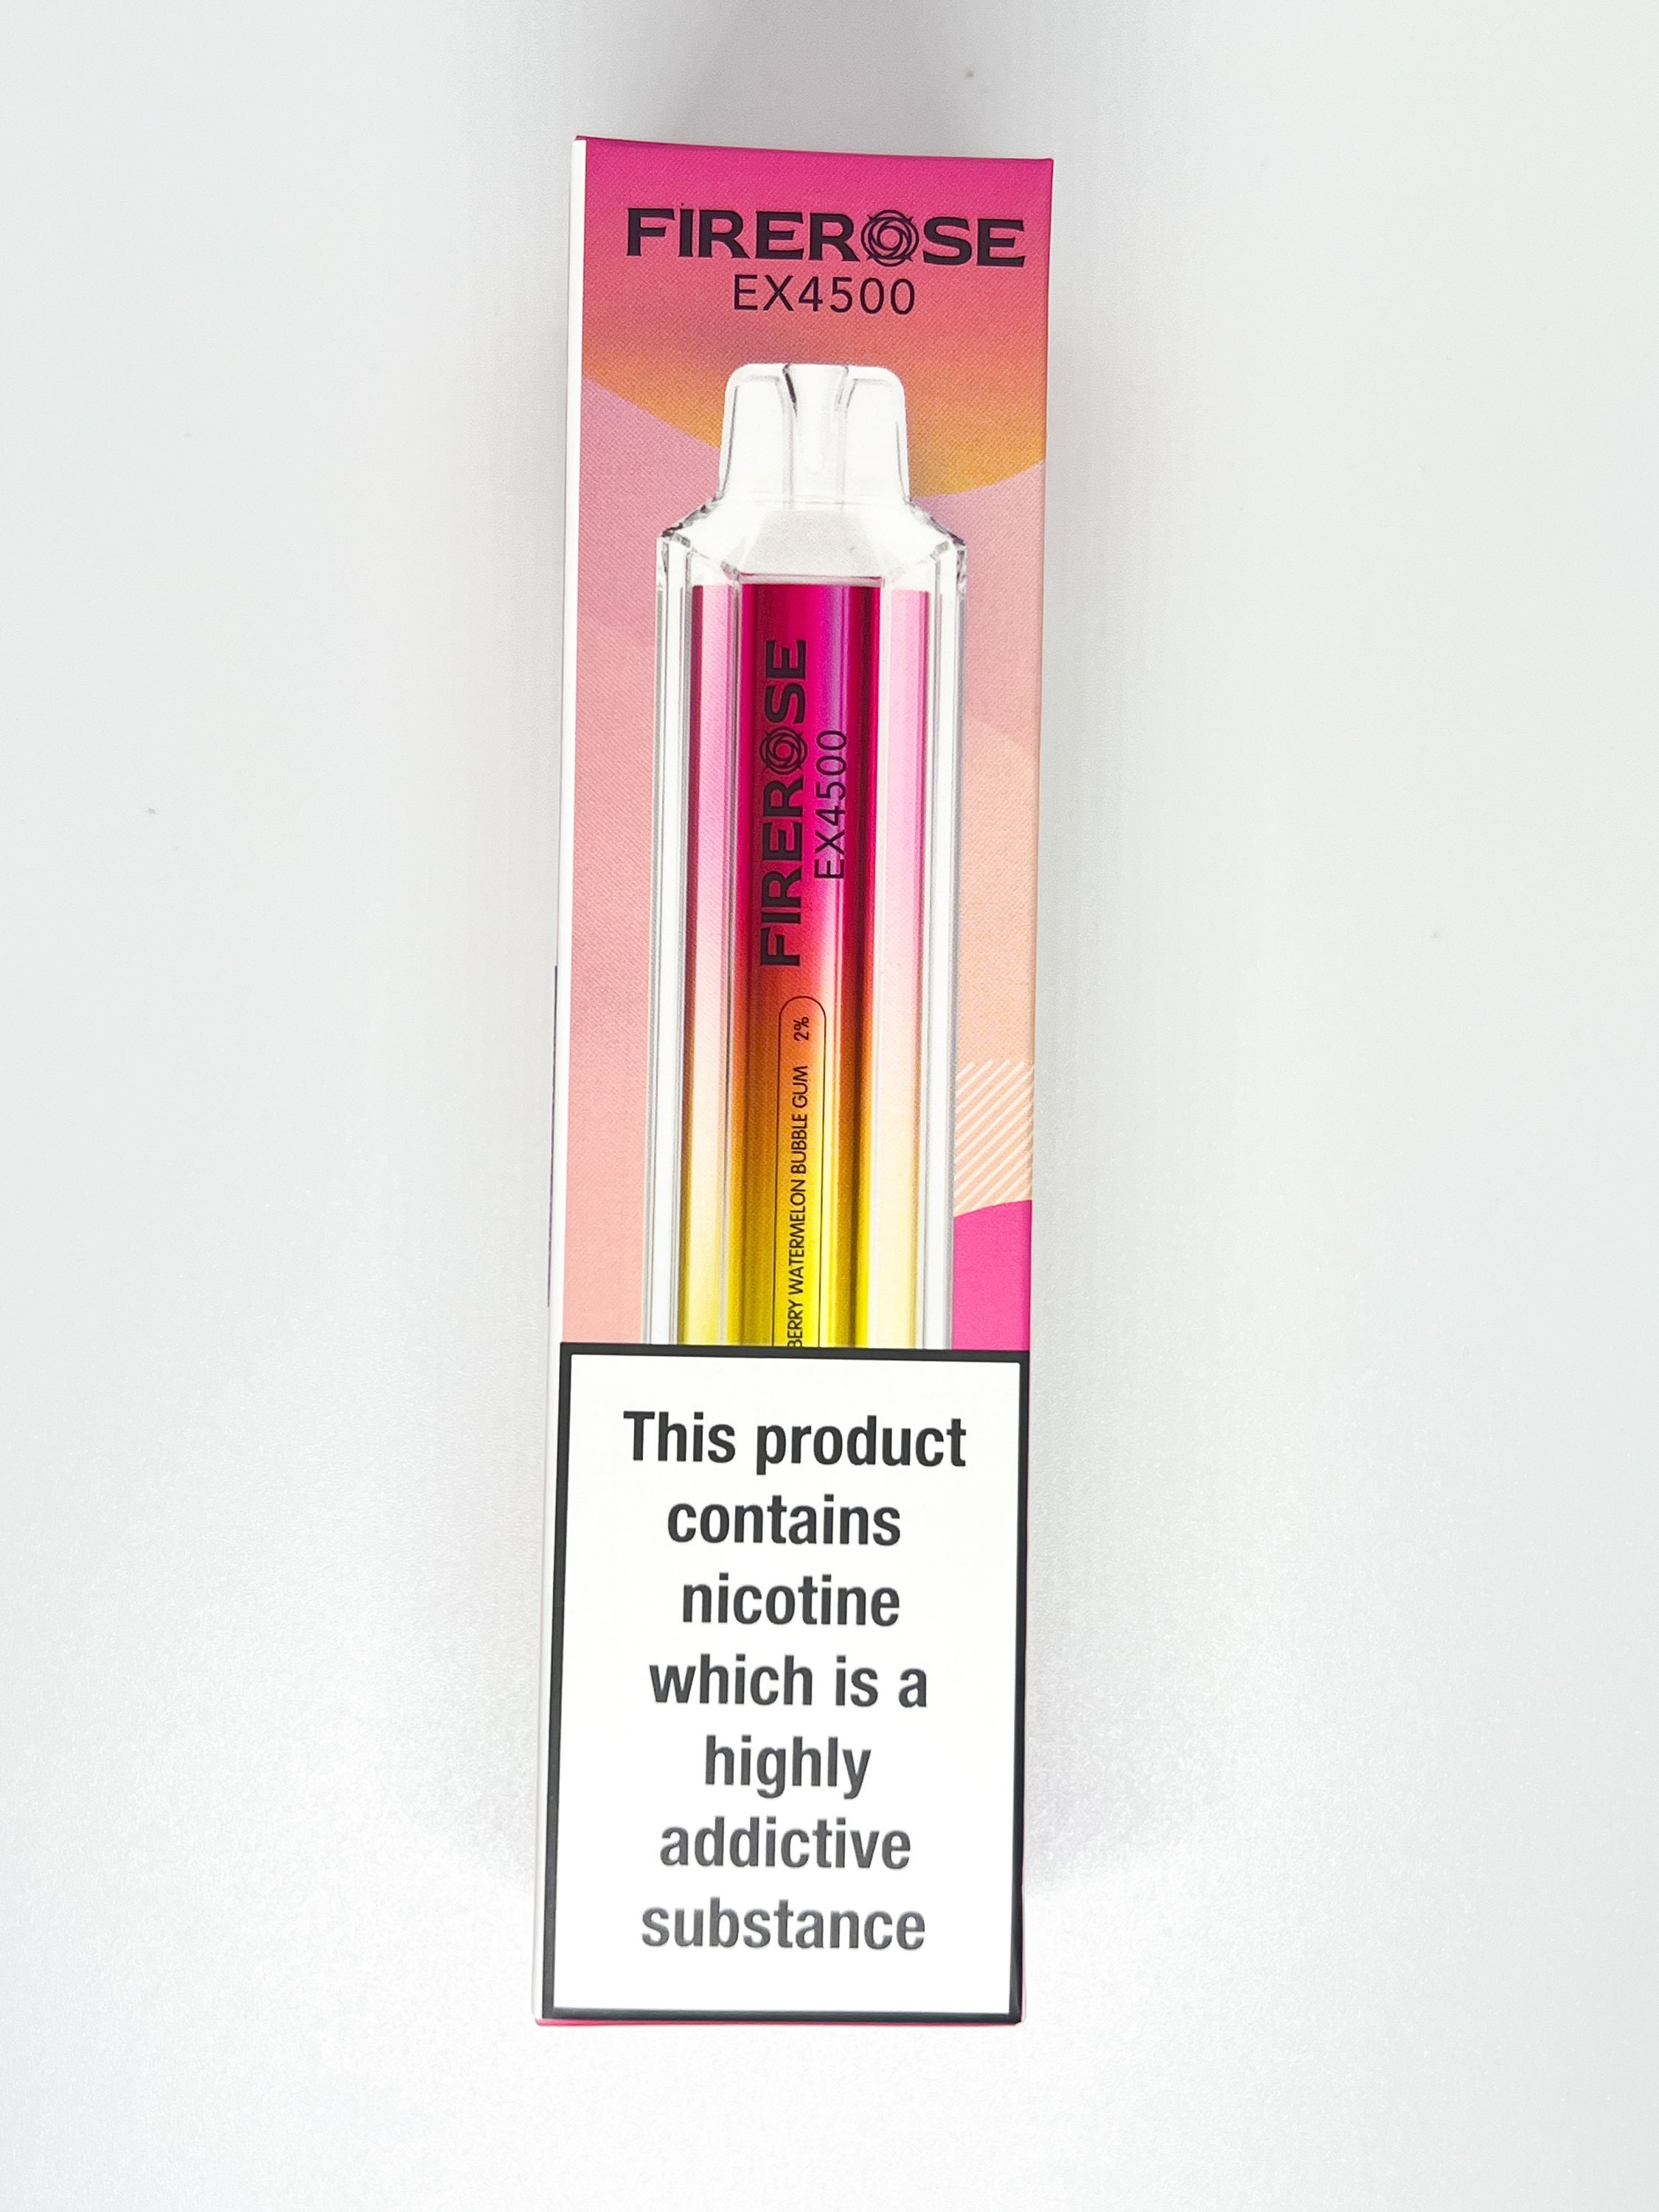 FIREROSE
EX4500
FIREROSE
EX4500
BERRY WATERMELON BUBBLE GUM 2%
This product
contains
nicotine
which is a
highly
addictive
substance